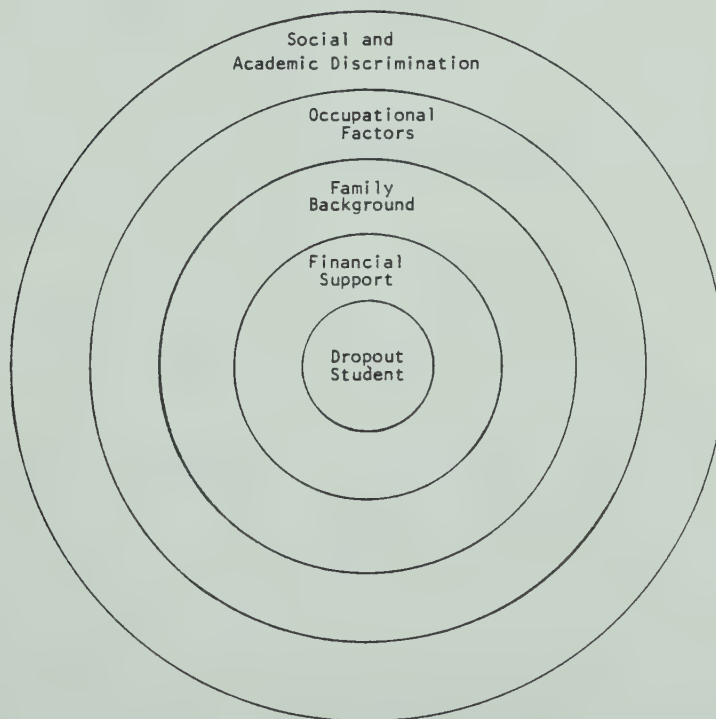 Social and
Academic Discrimination
Occupational
Factors
Family
Background
Financial
Support
Dropout
Student